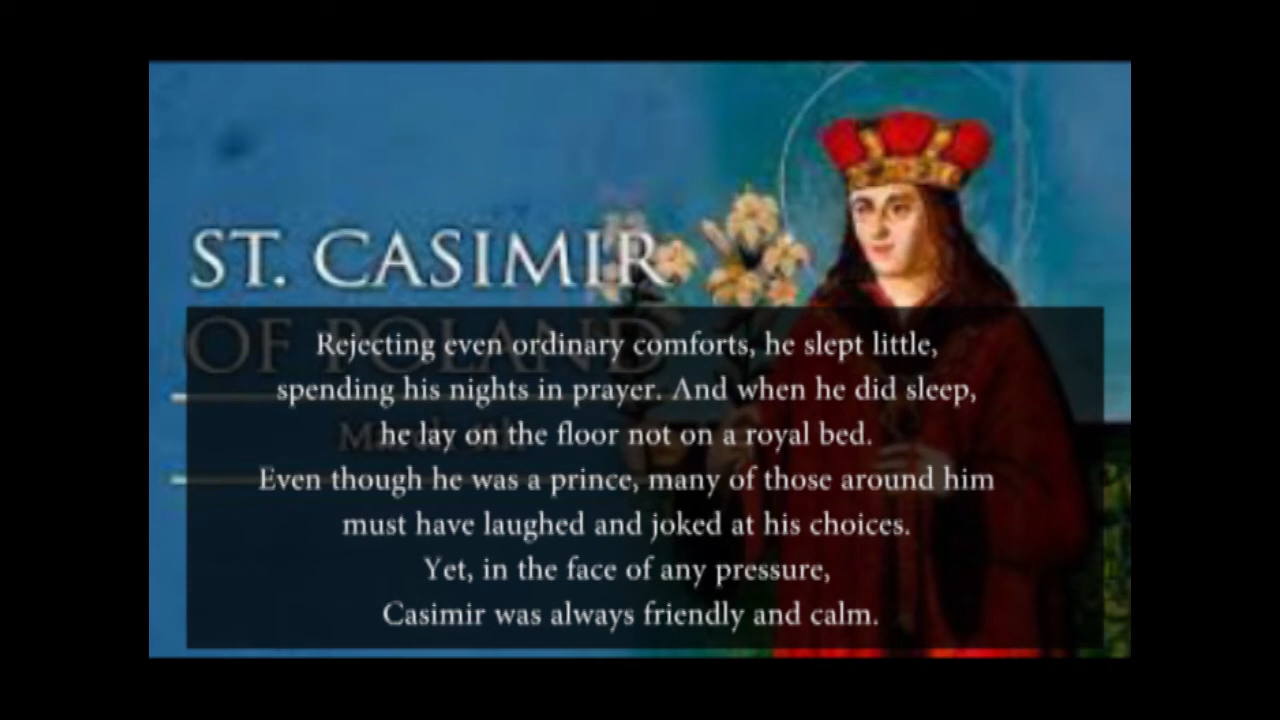 ST. CASIMIR
OF POLAND
Rejecting even ordinary comforts, he slept little,
spending his nights in prayer. And when he did sleep,
he lay on the floor not on a royal bed.
Even though he was a prince, many of those around him
must have laughed and joked at his choices.
Yet, in the face of any pressure,
Casimir was always friendly and calm.